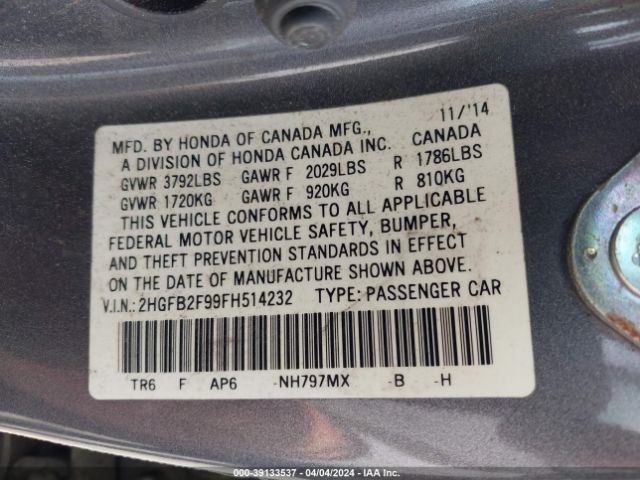 11/'14
MFD. BY HONDA OF CANADA MFG., CANADA
A DIVISION OF HONDA CANADA INC.
GVWR 3792LBS GAWR F 2029LBS R 1786LBS
GVWR 1720KG GAWR F 920KG R 810KG
THIS VEHICLE CONFORMS TO ALL APPLICABLE
FEDERAL MOTOR VEHICLE SAFETY, BUMPER,
AND THEFT PREVENTION STANDARDS IN EFFECT
ON THE DATE OF MANUFACTURE SHOWN ABOVE.
V.I.N.: 2HGFB2F99FH514232 TYPE: PASSENGER CAR
TR6 F AP6 -NH797MX -B -H
000-39133537 - 04/04/2024 - IAA Inc.